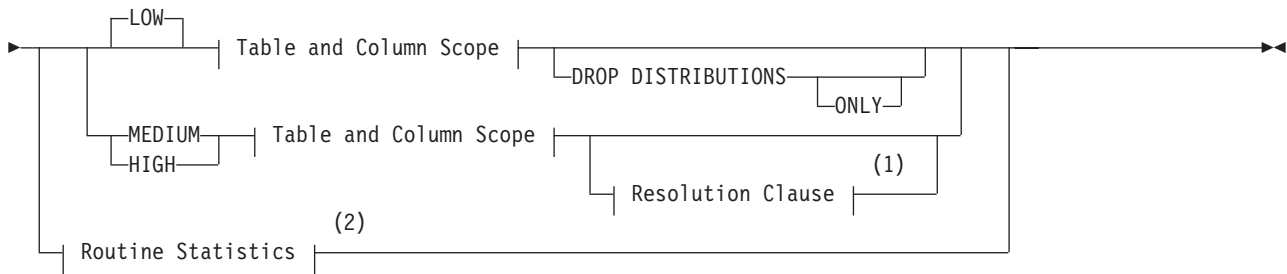 LOW
Table and Column Scope
DROP DISTRIBUTIONS
ONLY
MEDIUM
HIGH
Table and Column Scope
(1)
Resolution Clause
(2)
Routine Statistics